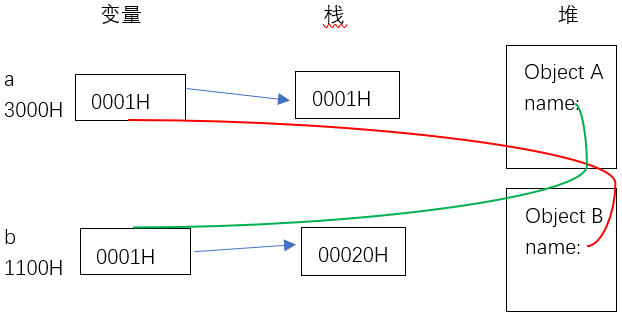 变量 栈 堆
a
3000H
0001H
0001H
Object A
name:
b
1100H
0001H
00020H
Object B
name: